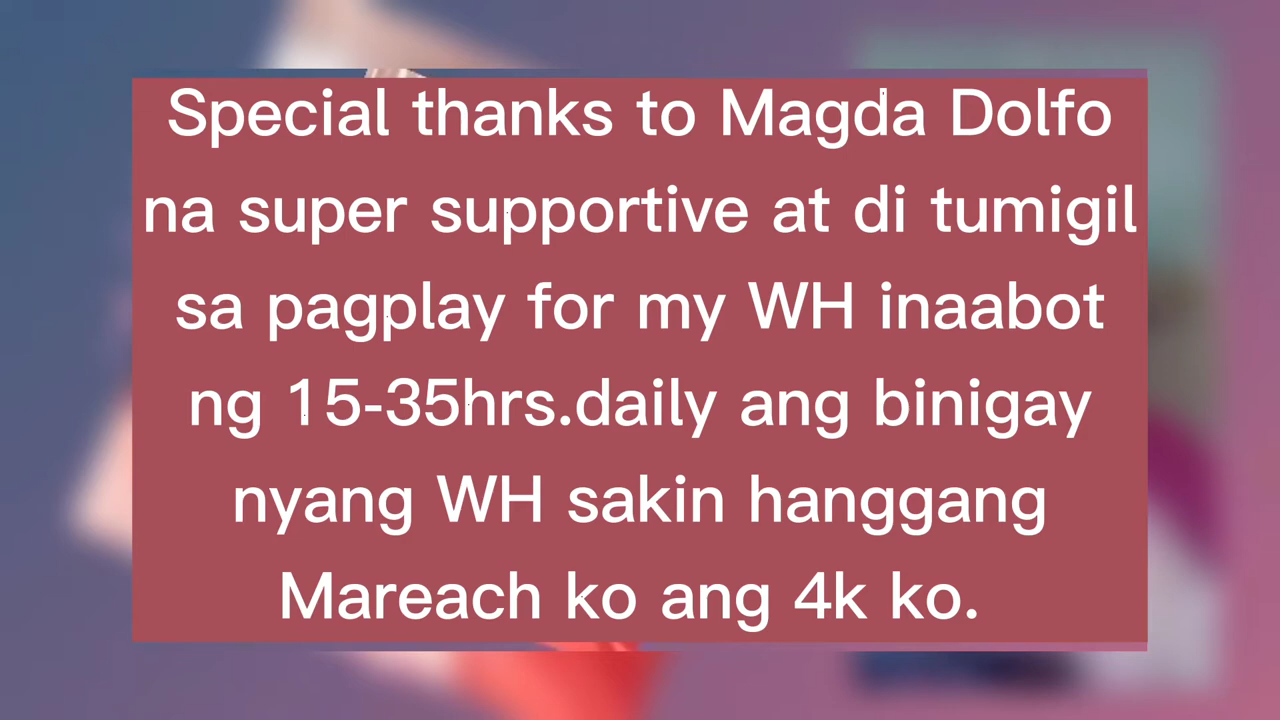 Special thanks to Magda Dolfo
na super supportive at di tumigil
sa pagplay for my WH inaabot
ng 15-35hrs.daily ang binigay
nyang WH sakin hanggang
Mareach ko ang 4k ko.